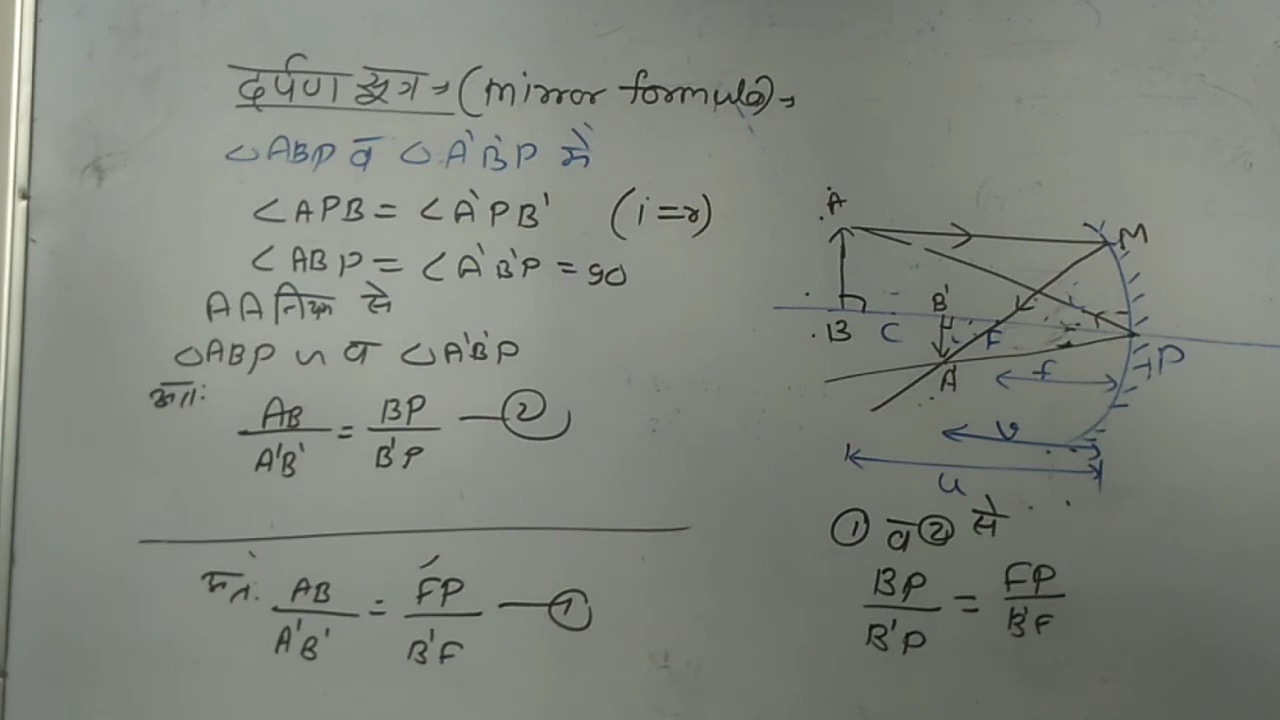 दर्पण सूत्र → (mirror formula) →
△ABP व △A'B'P में
∠APB = ∠A'PB' (i=r)
∠ABP = ∠A'B'P = 90
AA नियम से
△ABP ∽ व △A'B'P
अतः
AB/A'B' = BP/B'P —②
अतः AB/A'B' = FP/B'F —①
A
M
B'
B
C
F
P
A'
f
v
u
① व ② से
BP/B'P = FP/B'F